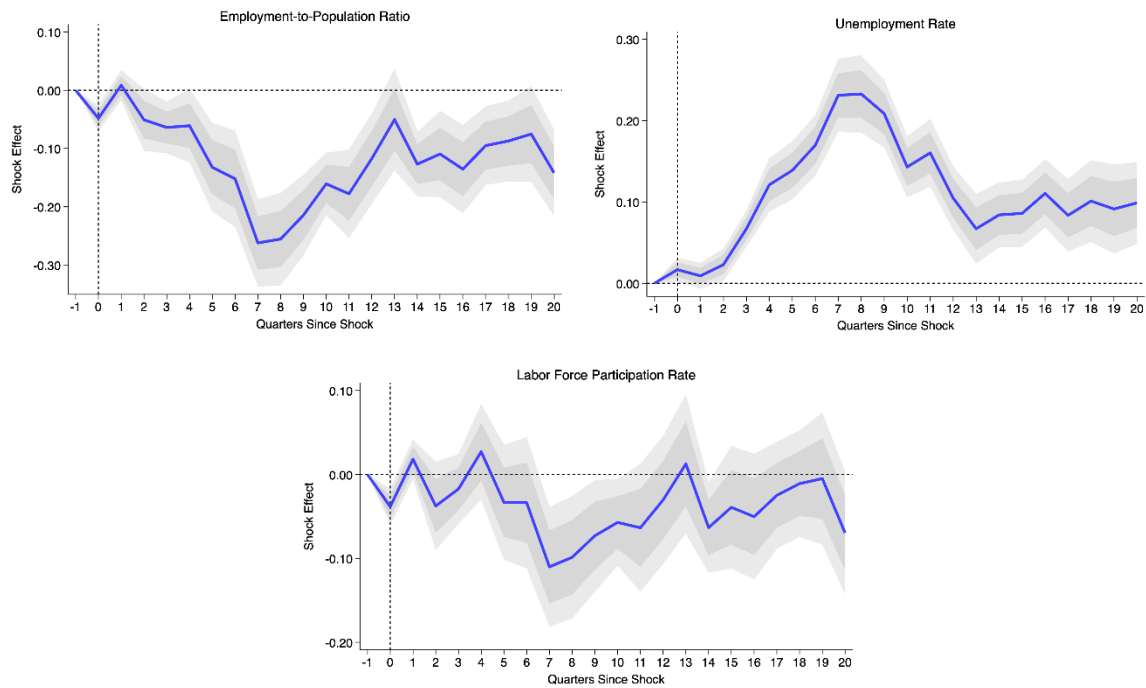 Employment-to-Population Ratio
0.10
0.00
-0.10
-0.20
-0.30
Shock Effect
-1 0 1 2 3 4 5 6 7 8 9 10 11 12 13 14 15 16 17 18 19 20
Quarters Since Shock
Unemployment Rate
0.30
0.20
0.10
0.00
Shock Effect
-1 0 1 2 3 4 5 6 7 8 9 10 11 12 13 14 15 16 17 18 19 20
Quarters Since Shock
Labor Force Participation Rate
0.10
0.00
-0.10
-0.20
Shock Effect
-1 0 1 2 3 4 5 6 7 8 9 10 11 12 13 14 15 16 17 18 19 20
Quarters Since Shock